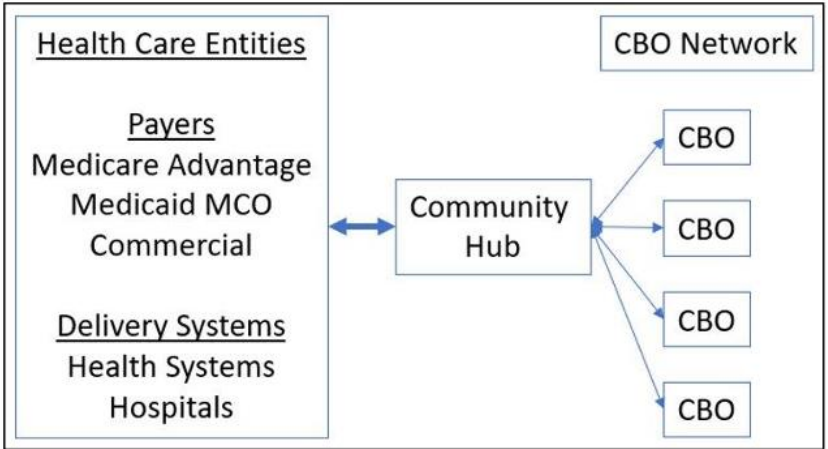 Health Care Entities
Payers
Medicare Advantage
Medicaid MCO
Commercial
Delivery Systems
Health Systems
Hospitals
Community
Hub
CBO Network
CBO
CBO
CBO
CBO